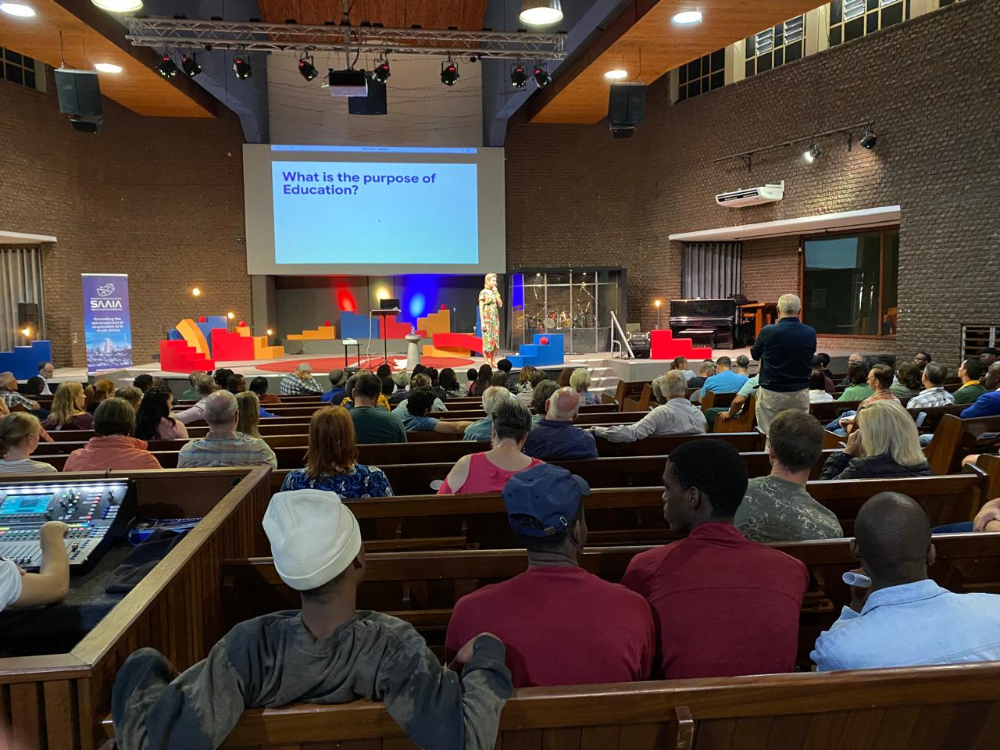 What is the purpose of
Education?
SAAIA
Promoting the
advancement of
responsible AI in
South Africa